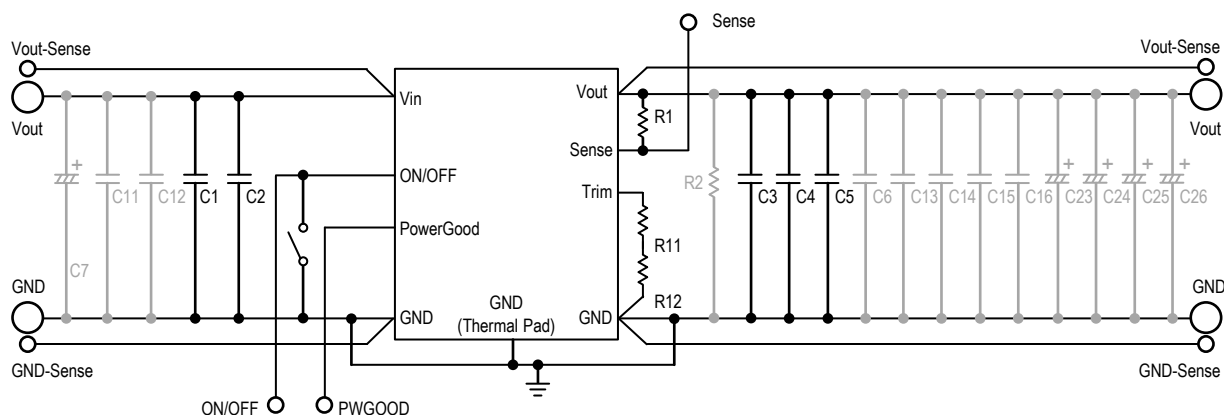 Sense
Vout-Sense
Vout-Sense
Vin
Vout
Vout
Vout
R1
Sense
ON/OFF
Trim
C11
C12
C1
C2
R2
C3
C4
C5
C6
C13
C14
C15
C16
C23
C24
C25
C26
+
+
+
+
+
PowerGood
R11
C7
GND
GND
R12
GND
GND
(Thermal Pad)
GND
GND-Sense
GND-Sense
ON/OFF
PWGOOD